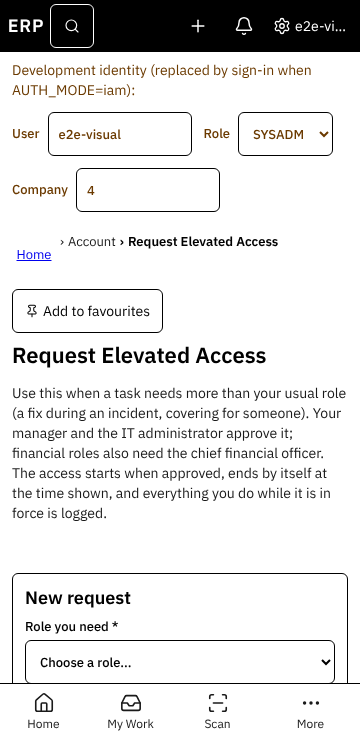 ERP
e2e-vi...
Development identity (replaced by sign-in when
AUTH_MODE=iam):
User e2e-visual Role SYSADM
Company 4
Home › Account › Request Elevated Access
Add to favourites
Request Elevated Access
Use this when a task needs more than your usual role
(a fix during an incident, covering for someone). Your
manager and the IT administrator approve it;
financial roles also need the chief financial officer.
The access starts when approved, ends by itself at
the time shown, and everything you do while it is in
force is logged.
New request
Role you need *
Choose a role...
Home My Work Scan More